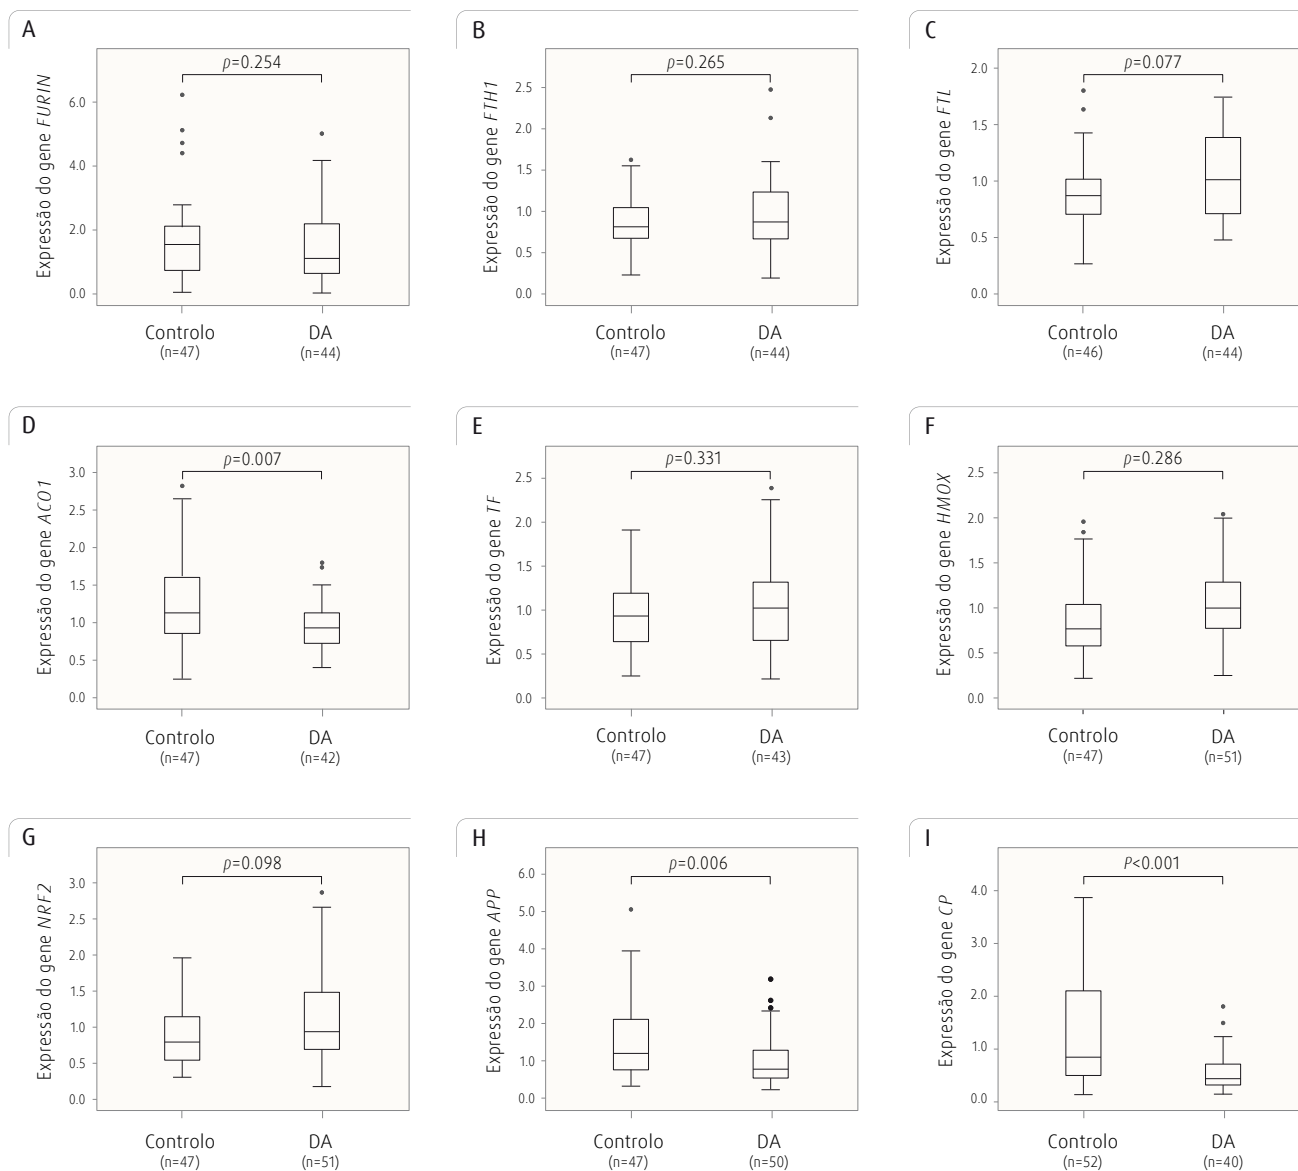 A
Expressão do gene FURIN
p=0.254
6.0
4.0
2.0
0.0
Controlo
(n=47)
DA
(n=44)
B
Expressão do gene FTH1
p=0.265
2.5
2.0
1.5
1.0
0.5
0.0
Controlo
(n=47)
DA
(n=44)
C
Expressão do gene FTL
p=0.077
2.0
1.5
1.0
0.5
0.0
Controlo
(n=46)
DA
(n=44)
D
Expressão do gene ACO1
p=0.007
3.0
2.5
2.0
1.5
1.0
0.5
0.0
Controlo
(n=47)
DA
(n=42)
E
Expressão do gene TF
p=0.331
2.5
2.0
1.5
1.0
0.5
0.0
Controlo
(n=47)
DA
(n=43)
F
Expressão do gene HMOX
p=0.286
2.5
2.0
1.5
1.0
0.5
0.0
Controlo
(n=47)
DA
(n=51)
G
Expressão do gene NRF2
p=0.098
3.0
2.5
2.0
1.5
1.0
0.5
0.0
Controlo
(n=47)
DA
(n=51)
H
Expressão do gene APP
p=0.006
6.0
5.0
4.0
3.0
2.0
1.0
0.0
Controlo
(n=47)
DA
(n=50)
I
Expressão do gene CP
P<0.001
4.0
3.0
2.0
1.0
0.0
Controlo
(n=52)
DA
(n=40)